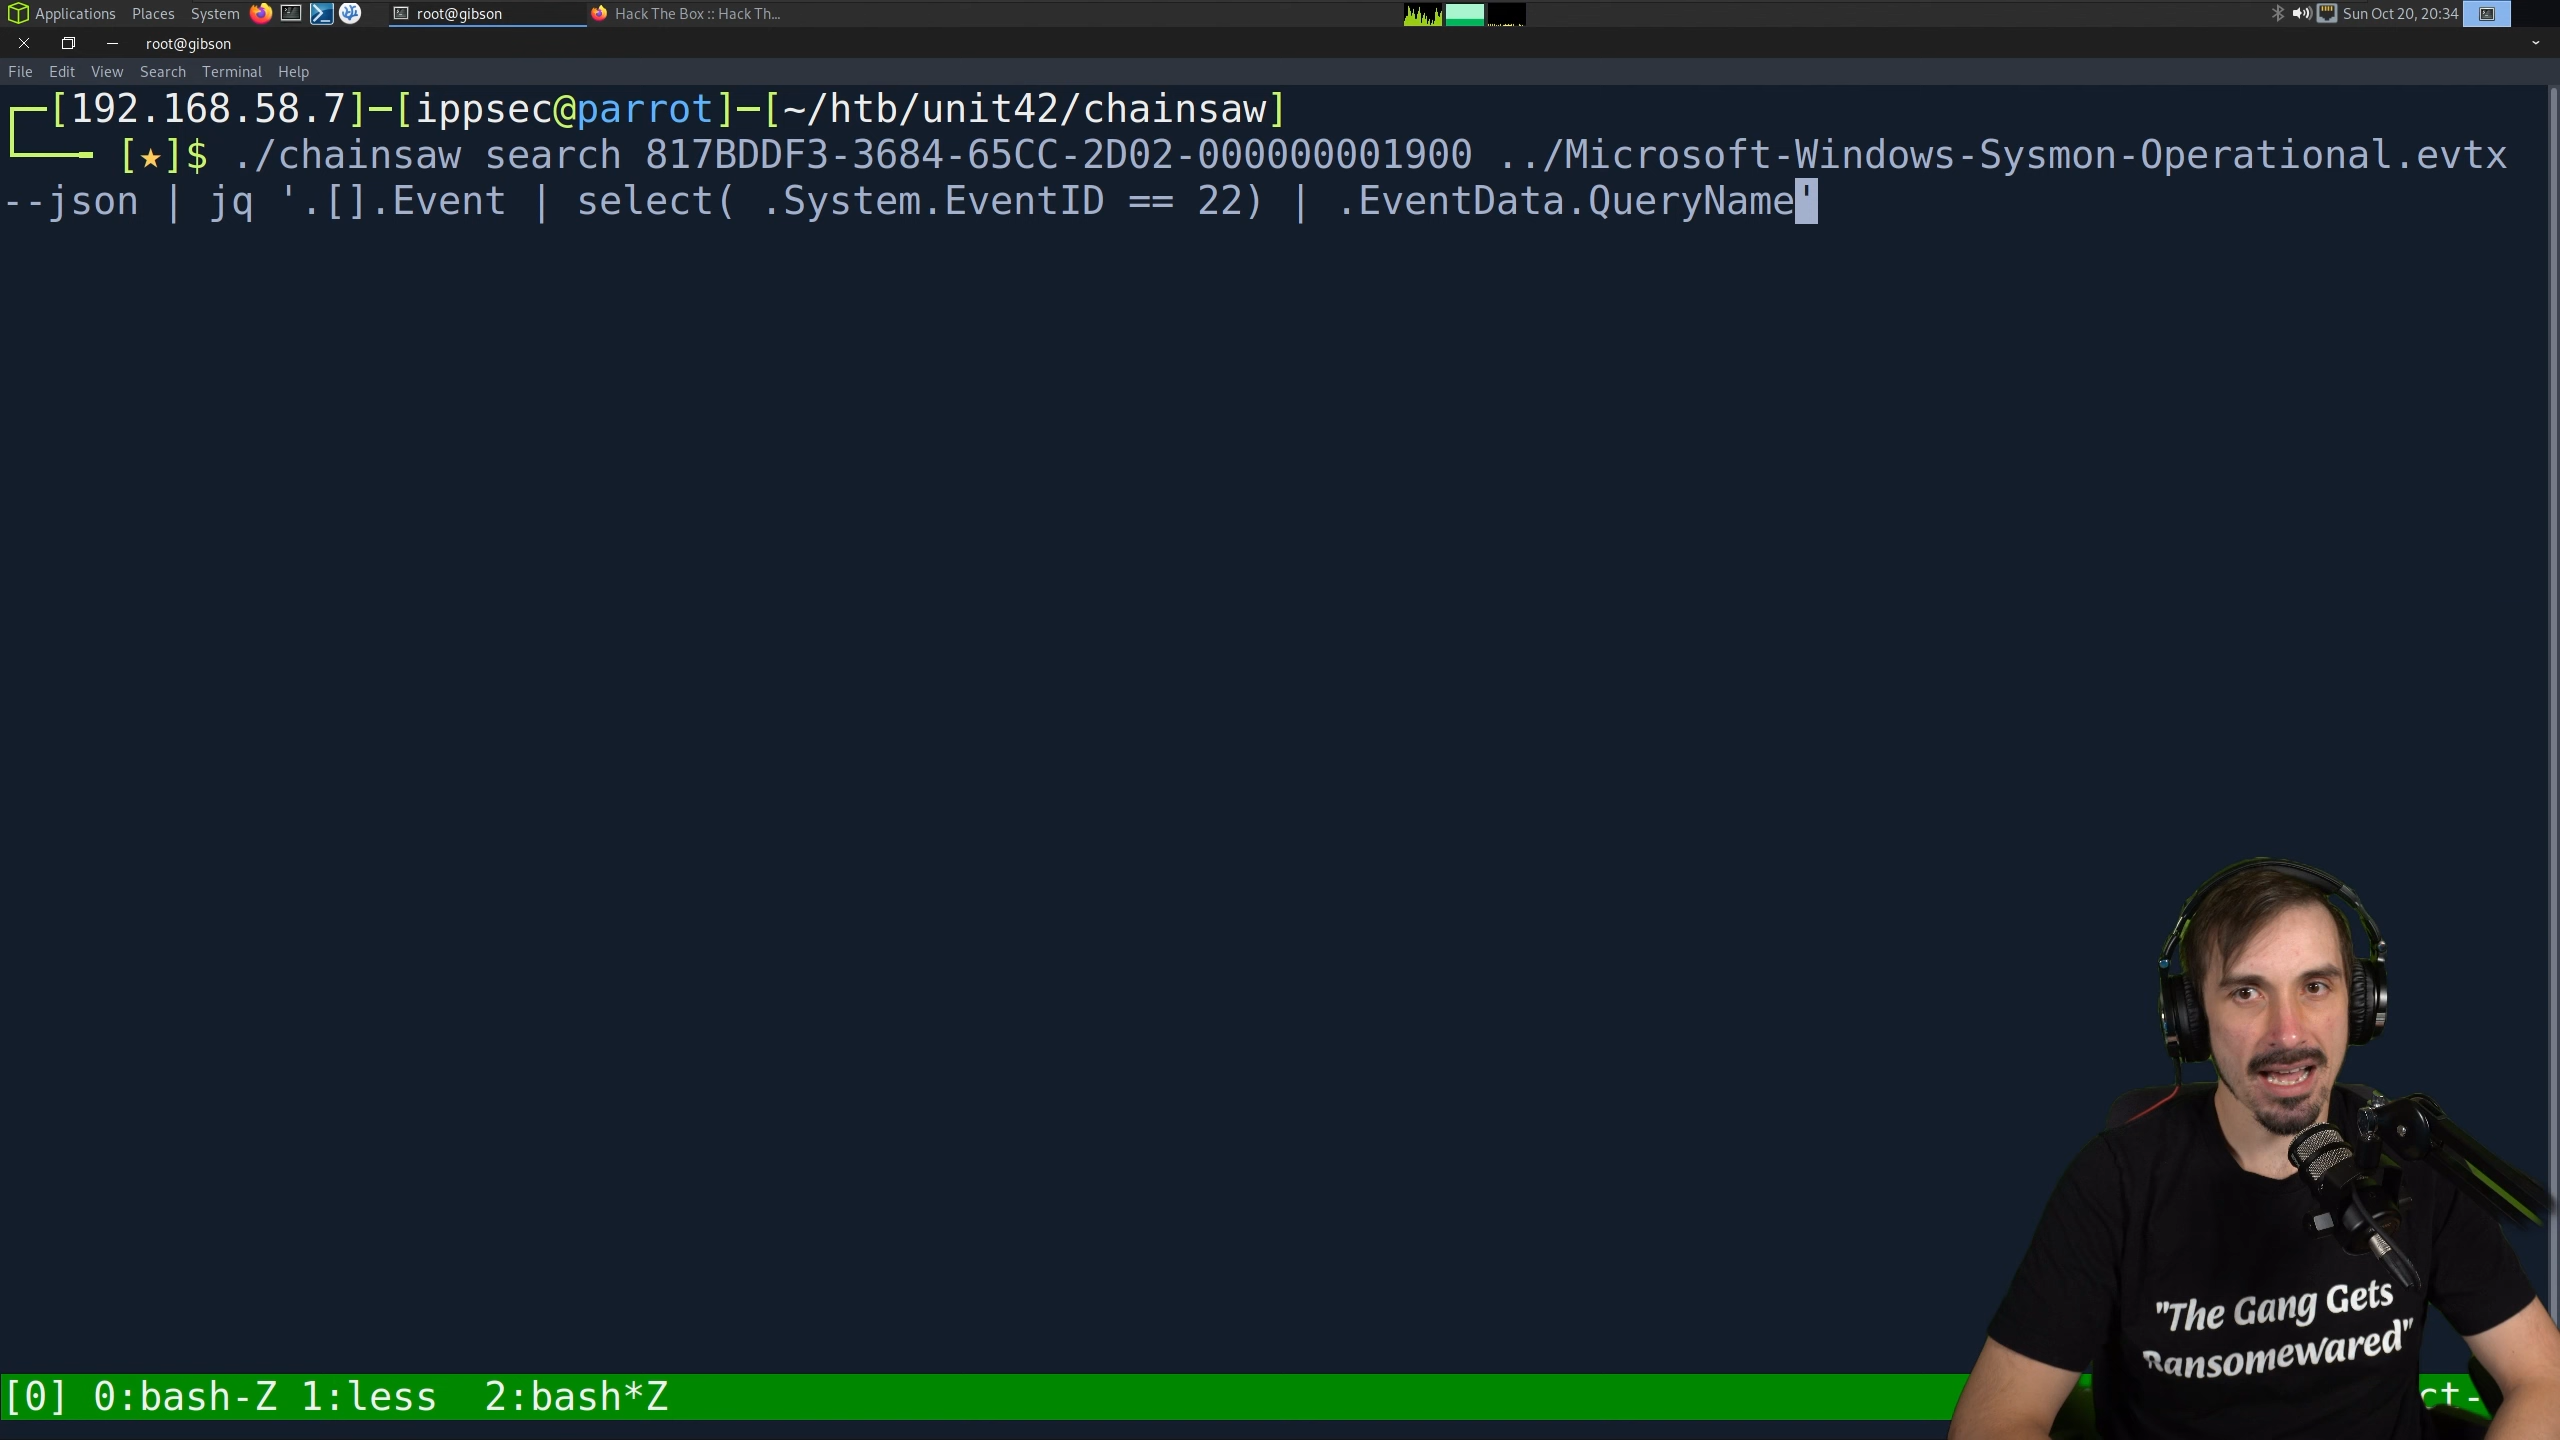 Applications Places System root@gibson Hack The Box :: Hack Th... Sun Oct 20, 20:34
root@gibson
File Edit View Search Terminal Help
┌─[192.168.58.7]─[ippsec@parrot]─[~/htb/unit42/chainsaw]
└──╼ [★]$ ./chainsaw search 817BDDF3-3684-65CC-2D02-000000001900 ../Microsoft-Windows-Sysmon-Operational.evtx
--json | jq '.[].Event | select( .System.EventID == 22) | .EventData.QueryName'
"The Gang Gets
Ransomewared"
[0] 0:bash-Z 1:less 2:bash*Z ct-